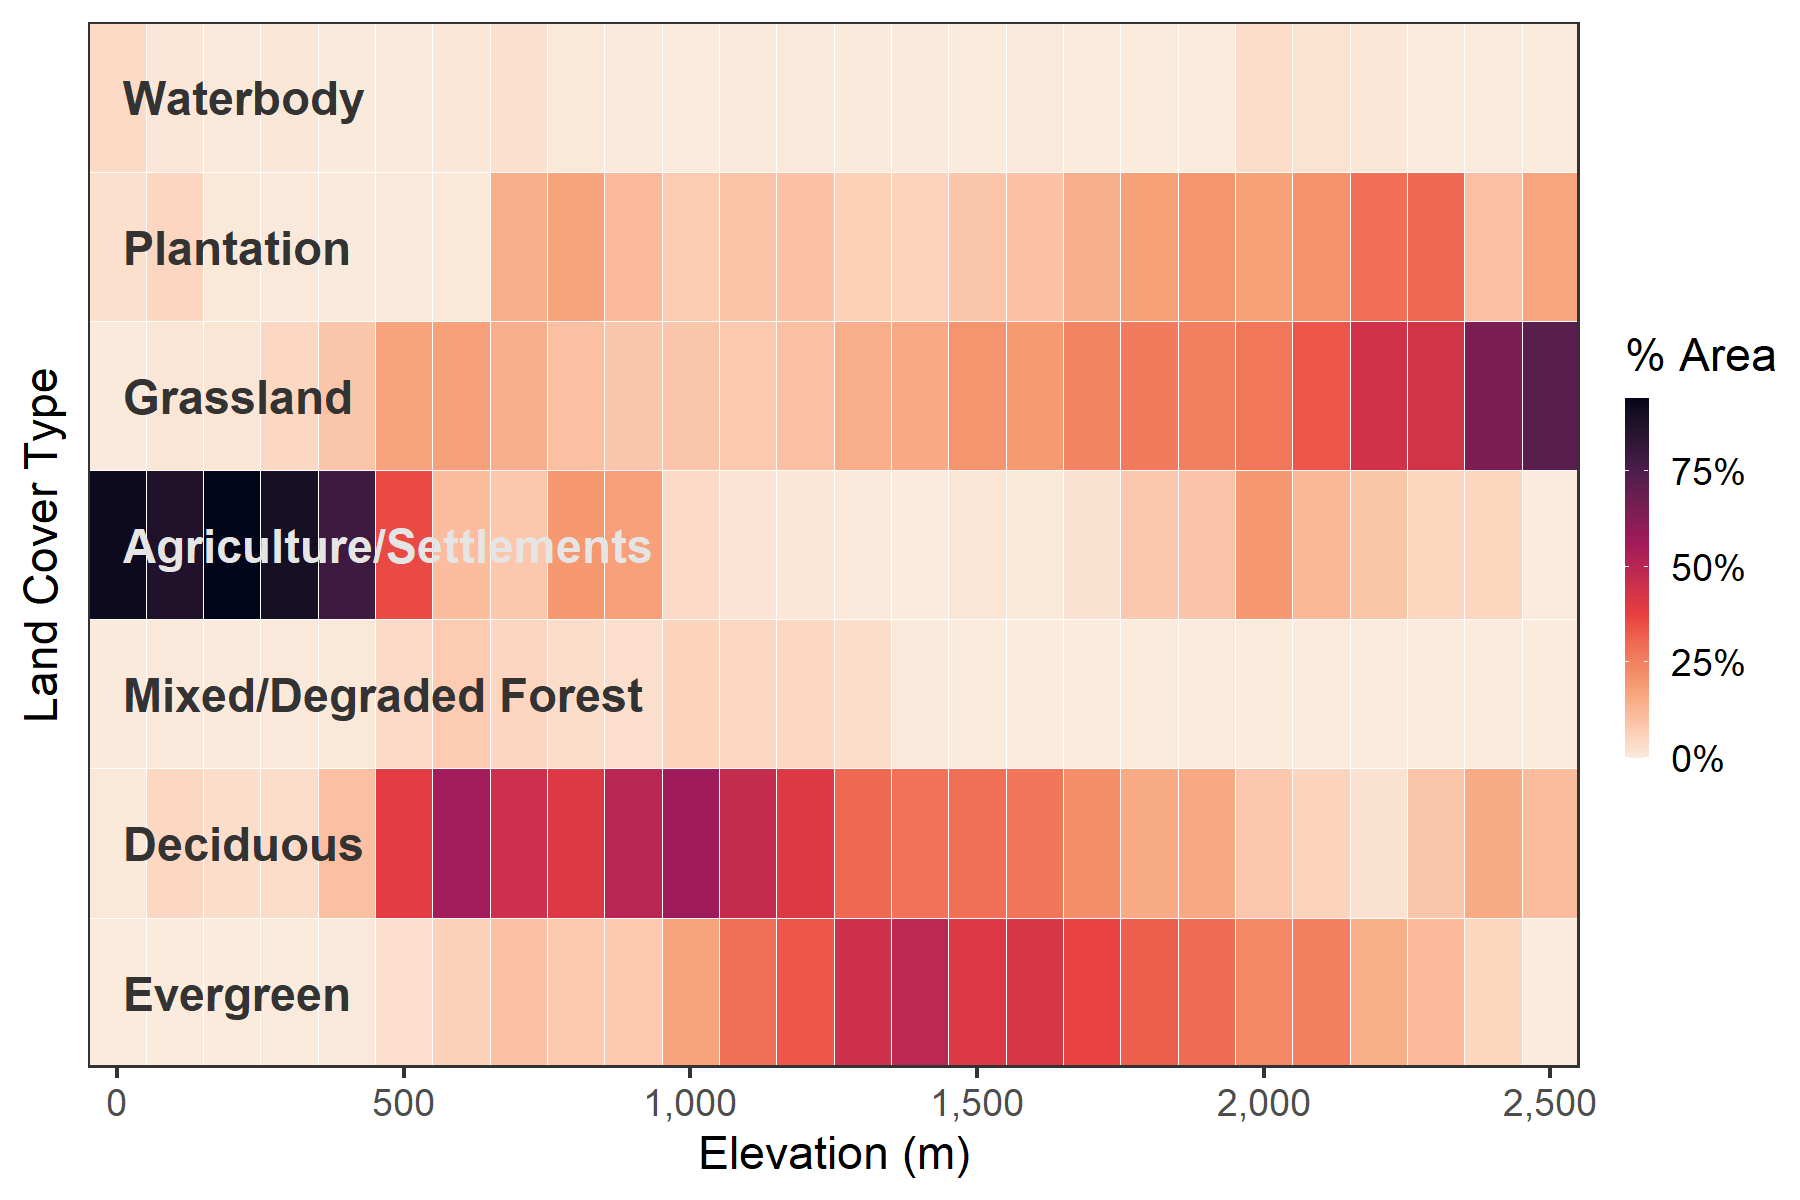 Waterbody
Plantation
Grassland
Agriculture/Settlements
Mixed/Degraded Forest
Deciduous
Evergreen
Land Cover Type
0 500 1,000 1,500 2,000 2,500
Elevation (m)
% Area
75%
50%
25%
0%